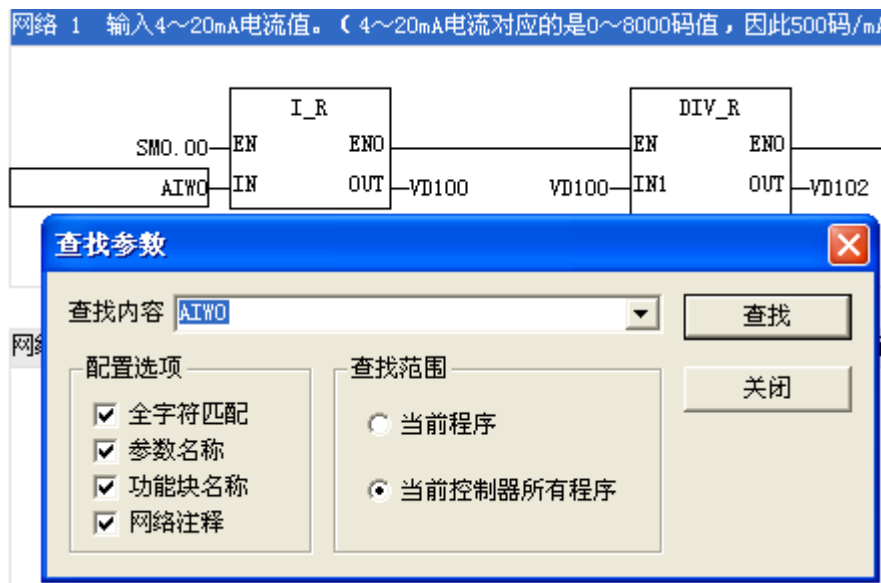 网络 1 输入4～20mA电流值。(4～20mA电流对应的是0～8000码值，因此500码/mA
I_R
DIV_R
SM0.00 EN ENO EN ENO
AIW0 IN OUT VD100 VD100 IN1 OUT VD102
查找参数
查找内容 AIW0 查找
网络
配置选项 查找范围
关闭
全字符匹配 当前程序
参数名称
功能块名称 当前控制器所有程序
网络注释